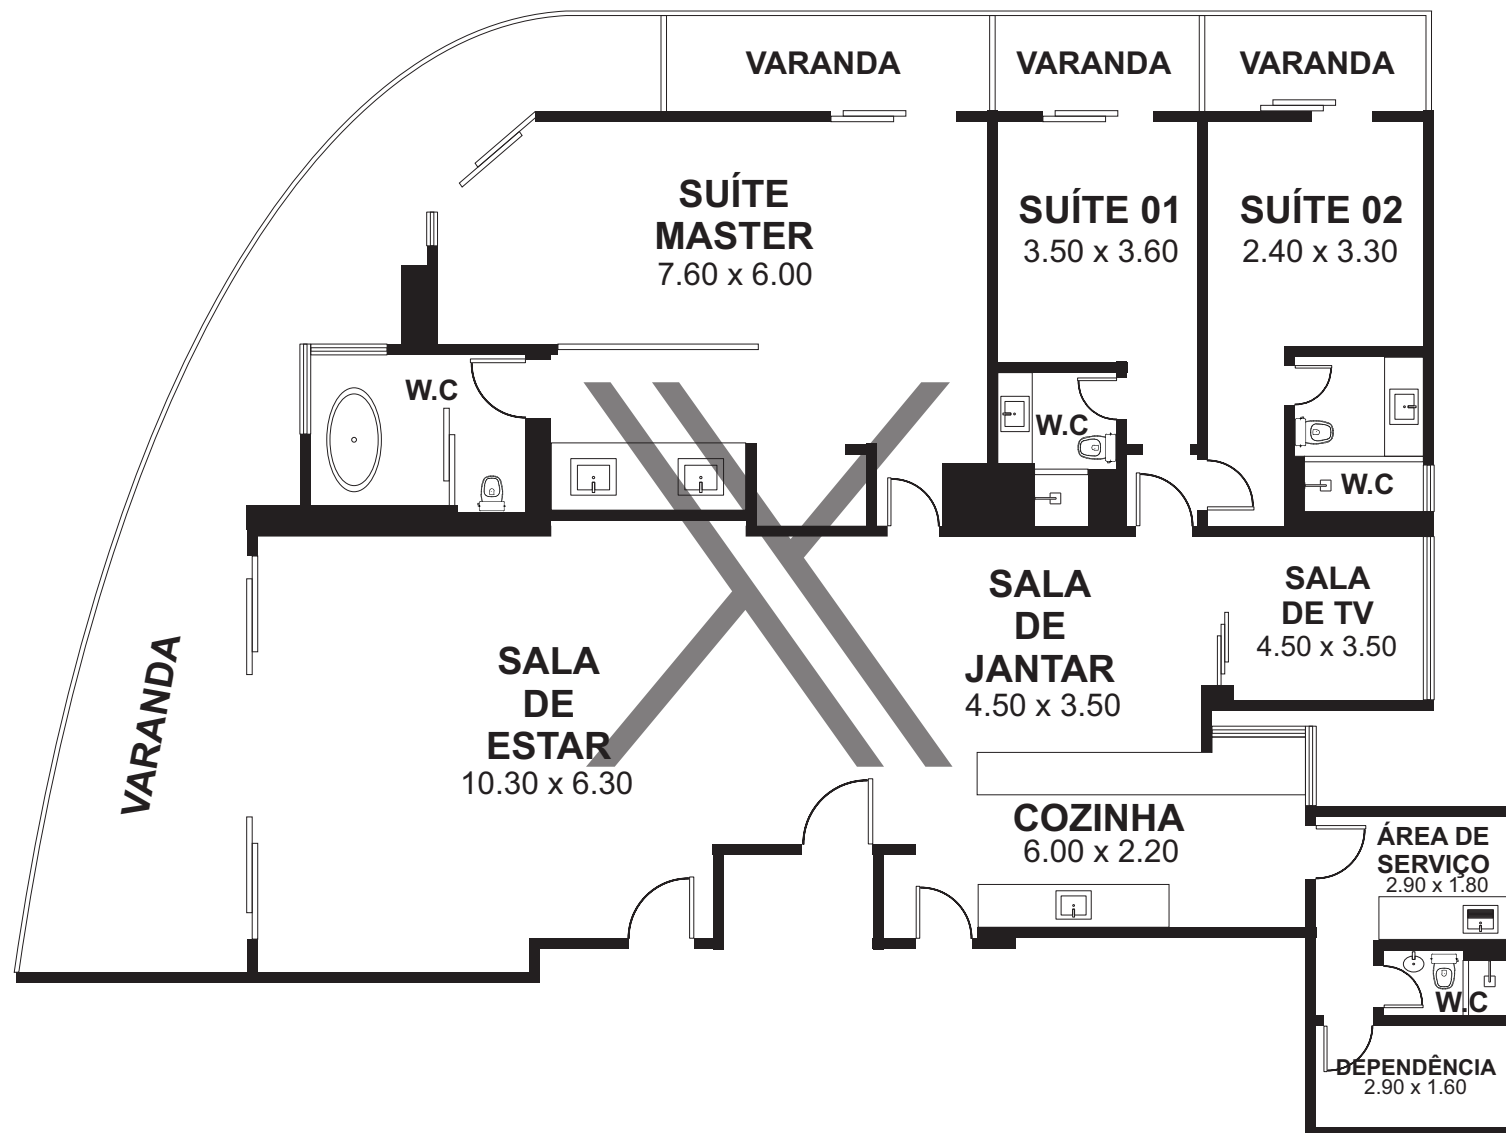 VARANDA
VARANDA
VARANDA
SUÍTE
MASTER
7.60 x 6.00
SUÍTE 01
3.50 x 3.60
SUÍTE 02
2.40 x 3.30
W.C
W.C
W.C
VARANDA
SALA
DE
ESTAR
10.30 x 6.30
SALA
DE
JANTAR
4.50 x 3.50
SALA
DE TV
4.50 x 3.50
COZINHA
6.00 x 2.20
ÁREA DE
SERVIÇO
2.90 x 1.80
W.C
DEPENDÊNCIA
2.90 x 1.60